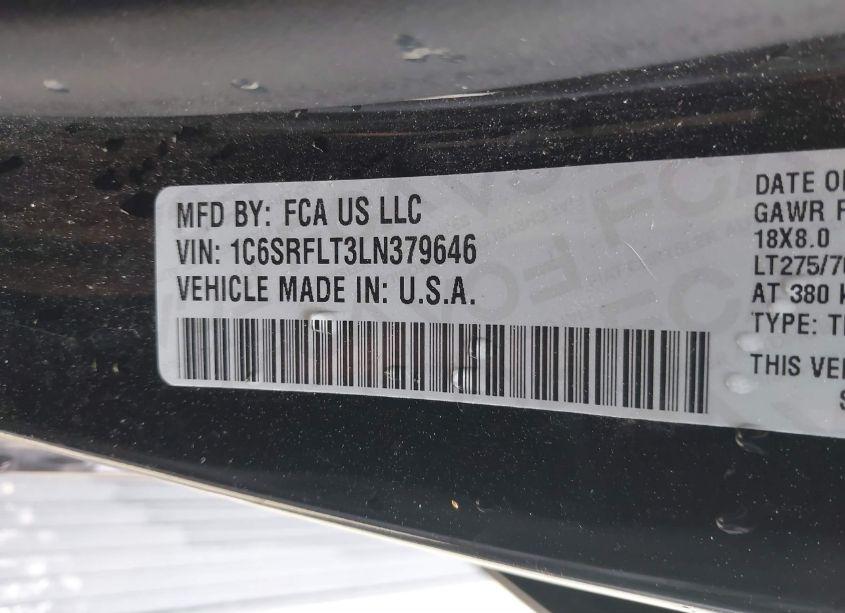 MFD BY: FCA US LLC
VIN: 1C6SRFLT3LN379646
VEHICLE MADE IN: U.S.A.
DATE O
GAWR F
18X8.0
LT275/7
AT 380
TYPE: T
THIS VE
S
FCA